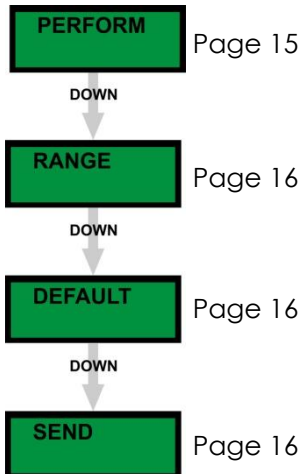 PERFORM
Page 15
DOWN
RANGE
Page 16
DOWN
DEFAULT
Page 16
DOWN
SEND
Page 16